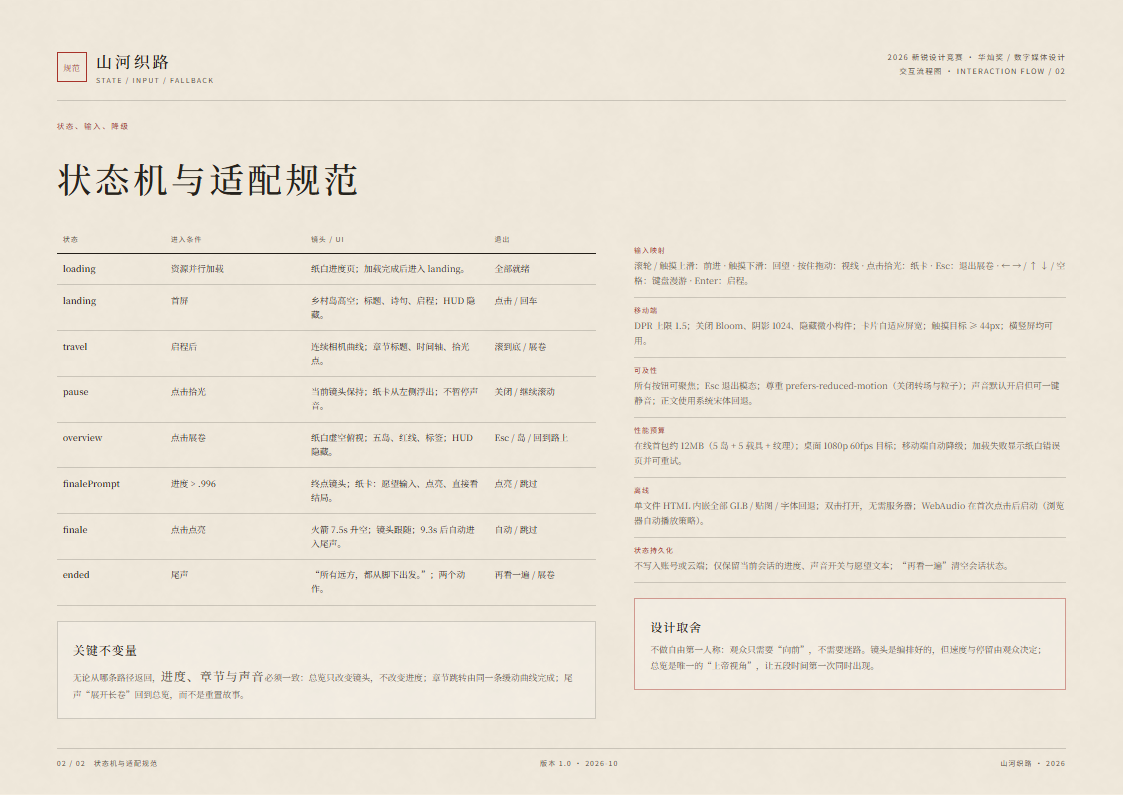 规范
山河织路
STATE / INPUT / FALLBACK
2026 新锐设计竞赛 · 华灿奖 / 数字媒体设计
交互流程图 · INTERACTION FLOW / 02
状态、输入、降级
状态机与适配规范
状态 进入条件 镜头 / UI 退出
loading 资源并行加载 纸白进度页；加载完成后进入 landing。 全部就绪
landing 首屏 乡村岛高空；标题、诗句、启程；HUD 隐
藏。 点击 / 回车
travel 启程后 连续相机曲线；章节标题、时间轴、拾光
点。 滚到底 / 展卷
pause 点击拾光 当前镜头保持；纸卡从左侧浮出；不暂停声
音。 关闭 / 继续滚动
overview 点击展卷 纸白虚空俯视；五岛、红线、标签；HUD
隐藏。 Esc / 岛 / 回到路上
finalePrompt 进度 > .996 终点镜头；纸卡：愿望输入、点亮、直接看
结局。 点亮 / 跳过
finale 点击点亮 火箭 7.5s 升空；镜头跟随；9.3s 后自动进
入尾声。 自动 / 跳过
ended 尾声 “所有远方，都从脚下出发。”；两个动
作。 再看一遍 / 展卷
关键不变量
无论从哪条路径返回，进度、章节与声音必须一致：总览只改变镜头，不改变进度；章节跳转由同一条缓动曲线完成；尾
声“展开长卷”回到总览，而不是重置故事。
输入映射
滚轮 / 触摸上滑：前进 · 触摸下滑：回望 · 按住拖动：视线 · 点击拾光：纸卡 · Esc：退出展卷 · ← → / ↑ ↓ / 空
格：键盘漫游 · Enter：启程。
移动端
DPR 上限 1.5；关闭 Bloom、阴影 1024、隐藏微小构件；卡片自适应屏宽；触摸目标 ≥ 44px；横竖屏均可
用。
可及性
所有按钮可聚焦；Esc 退出模态；尊重 prefers-reduced-motion（关闭转场与粒子）；声音默认开启但可一键
静音；正文使用系统宋体回退。
性能预算
在线首包约 12MB（5 岛 + 5 载具 + 纹理）；桌面 1080p 60fps 目标；移动端自动降级；加载失败显示纸白错误
页并可重试。
离线
单文件 HTML 内嵌全部 GLB / 贴图 / 字体回退；双击打开，无需服务器；WebAudio 在首次点击后启动（浏览
器自动播放策略）。
状态持久化
不写入账号或云端；仅保留当前会话的进度、声音开关与愿望文本；“再看一遍”清空会话状态。
设计取舍
不做自由第一人称：观众只需要“向前”，不需要迷路。镜头是编排好的，但速度与停留由观众决定；
总览是唯一的“上帝视角”，让五段时间第一次同时出现。
02 / 02 状态机与适配规范
版本 1.0 · 2026-10
山河织路 · 2026